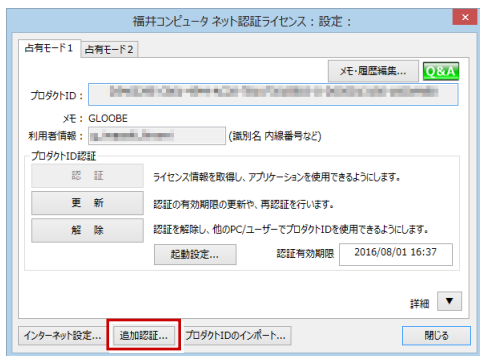 福井コンピュータ ネット認証ライセンス：設定：
占有モード1 占有モード2
メモ・履歴編集... Q&A
プロダクトID：
メモ： GLOOBE
利用者情報： (識別名 内線番号など)
プロダクトID認証
認 証 ライセンス情報を取得し、アプリケーションを使用できるようにします。
更 新 認証の有効期限の更新や、再認証を行います。
解 除 認証を解除し、他のPC/ユーザーでプロダクトIDを使用できるようにします。
起動設定... 認証有効期限 2016/08/01 16:37
詳細 ▼
インターネット設定... 追加認証... プロダクトIDのインポート... 閉じる